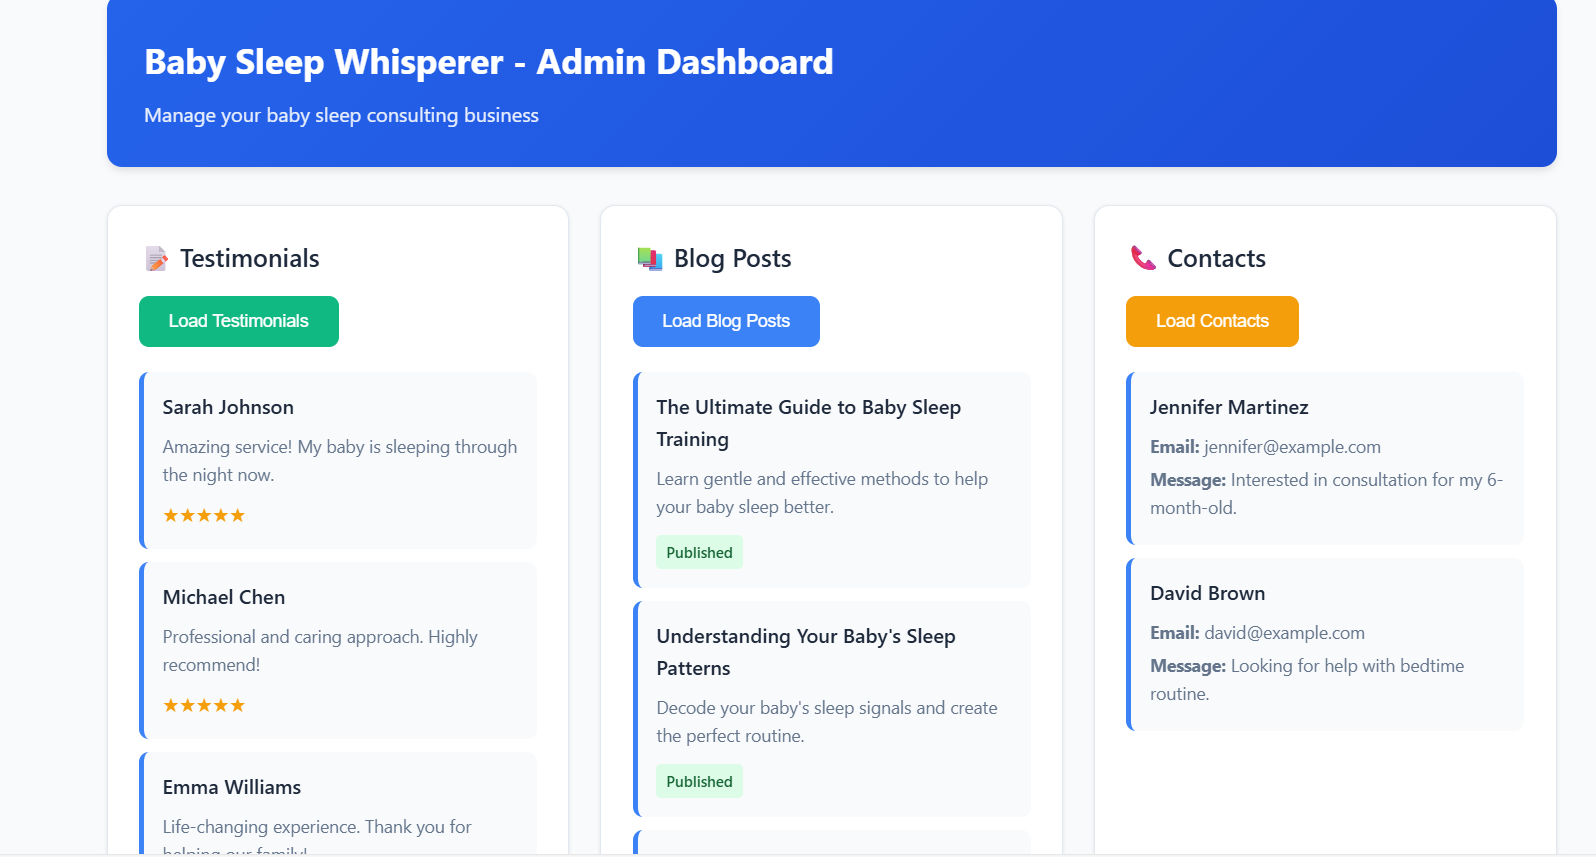 Baby Sleep Whisperer - Admin Dashboard
Manage your baby sleep consulting business
Testimonials
Load Testimonials
Sarah Johnson
Amazing service! My baby is sleeping through
the night now.
★★★★★
Michael Chen
Professional and caring approach. Highly
recommend!
★★★★★
Emma Williams
Life-changing experience. Thank you for
helping our family!
Blog Posts
Load Blog Posts
The Ultimate Guide to Baby Sleep
Training
Learn gentle and effective methods to help
your baby sleep better.
Published
Understanding Your Baby's Sleep
Patterns
Decode your baby's sleep signals and create
the perfect routine.
Published
Contacts
Load Contacts
Jennifer Martinez
Email: jennifer@example.com
Message: Interested in consultation for my 6-
month-old.
David Brown
Email: david@example.com
Message: Looking for help with bedtime
routine.